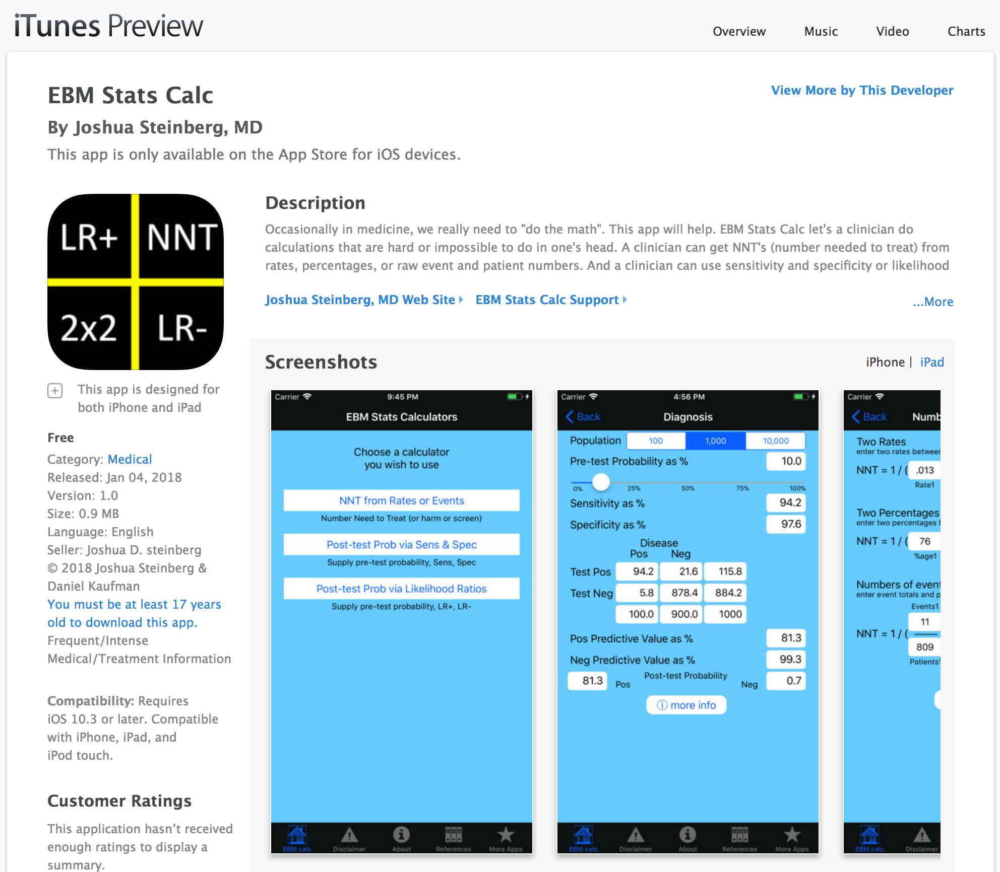 iTunes Preview
Overview Music Video Charts
EBM Stats Calc
View More by This Developer
By Joshua Steinberg, MD
This app is only available on the App Store for iOS devices.
LR+ NNT
2x2 LR-
This app is designed for
both iPhone and iPad
Free
Category: Medical
Released: Jan 04, 2018
Version: 1.0
Size: 0.9 MB
Language: English
Seller: Joshua D. steinberg
© 2018 Joshua Steinberg &
Daniel Kaufman
You must be at least 17 years
old to download this app.
Frequent/Intense
Medical/Treatment Information
Compatibility: Requires
iOS 10.3 or later. Compatible
with iPhone, iPad, and
iPod touch.
Customer Ratings
This application hasn’t received
enough ratings to display a
summary.
Description
Occasionally in medicine, we really need to "do the math". This app will help. EBM Stats Calc let's a clinician do
calculations that are hard or impossible to do in one's head. A clinician can get NNT's (number needed to treat) from
rates, percentages, or raw event and patient numbers. And a clinician can use sensitivity and specificity or likelihood
Joshua Steinberg, MD Web Site EBM Stats Calc Support ...More
Screenshots
iPhone | iPad
Carrier 9:45 PM
EBM Stats Calculators
Choose a calculator
you wish to use
NNT from Rates or Events
Number Need to Treat (or harm or screen)
Post-test Prob via Sens & Spec
Supply pre-test probability, Sens, Spec
Post-test Prob via Likelihood Ratios
Supply pre-test probability, LR+, LR-
EBM calc Disclaimer About References More Apps
Carrier 4:56 PM
Back Diagnosis
Population 100 1,000 10,000
Pre-test Probability as % 10.0
0% 25% 50% 75% 100%
Sensitivity as % 94.2
Specificity as % 97.6
Disease
Pos Neg
Test Pos 94.2 21.6 115.8
Test Neg 5.8 878.4 884.2
100.0 900.0 1000
Pos Predictive Value as % 81.3
Neg Predictive Value as % 99.3
81.3 Pos Post-test Probability Neg 0.7
more info
EBM calc Disclaimer About References More Apps
Carrier
Back Numb
Two Rates
enter two rates between
NNT = 1 / ( .013
Rate1
Two Percentages
enter two percentages
NNT = 1 / ( 76
%age1
Numbers of event
enter event totals and p
Events1
11
NNT = 1 / (
809
Patients1
EBM calc Disclaimer